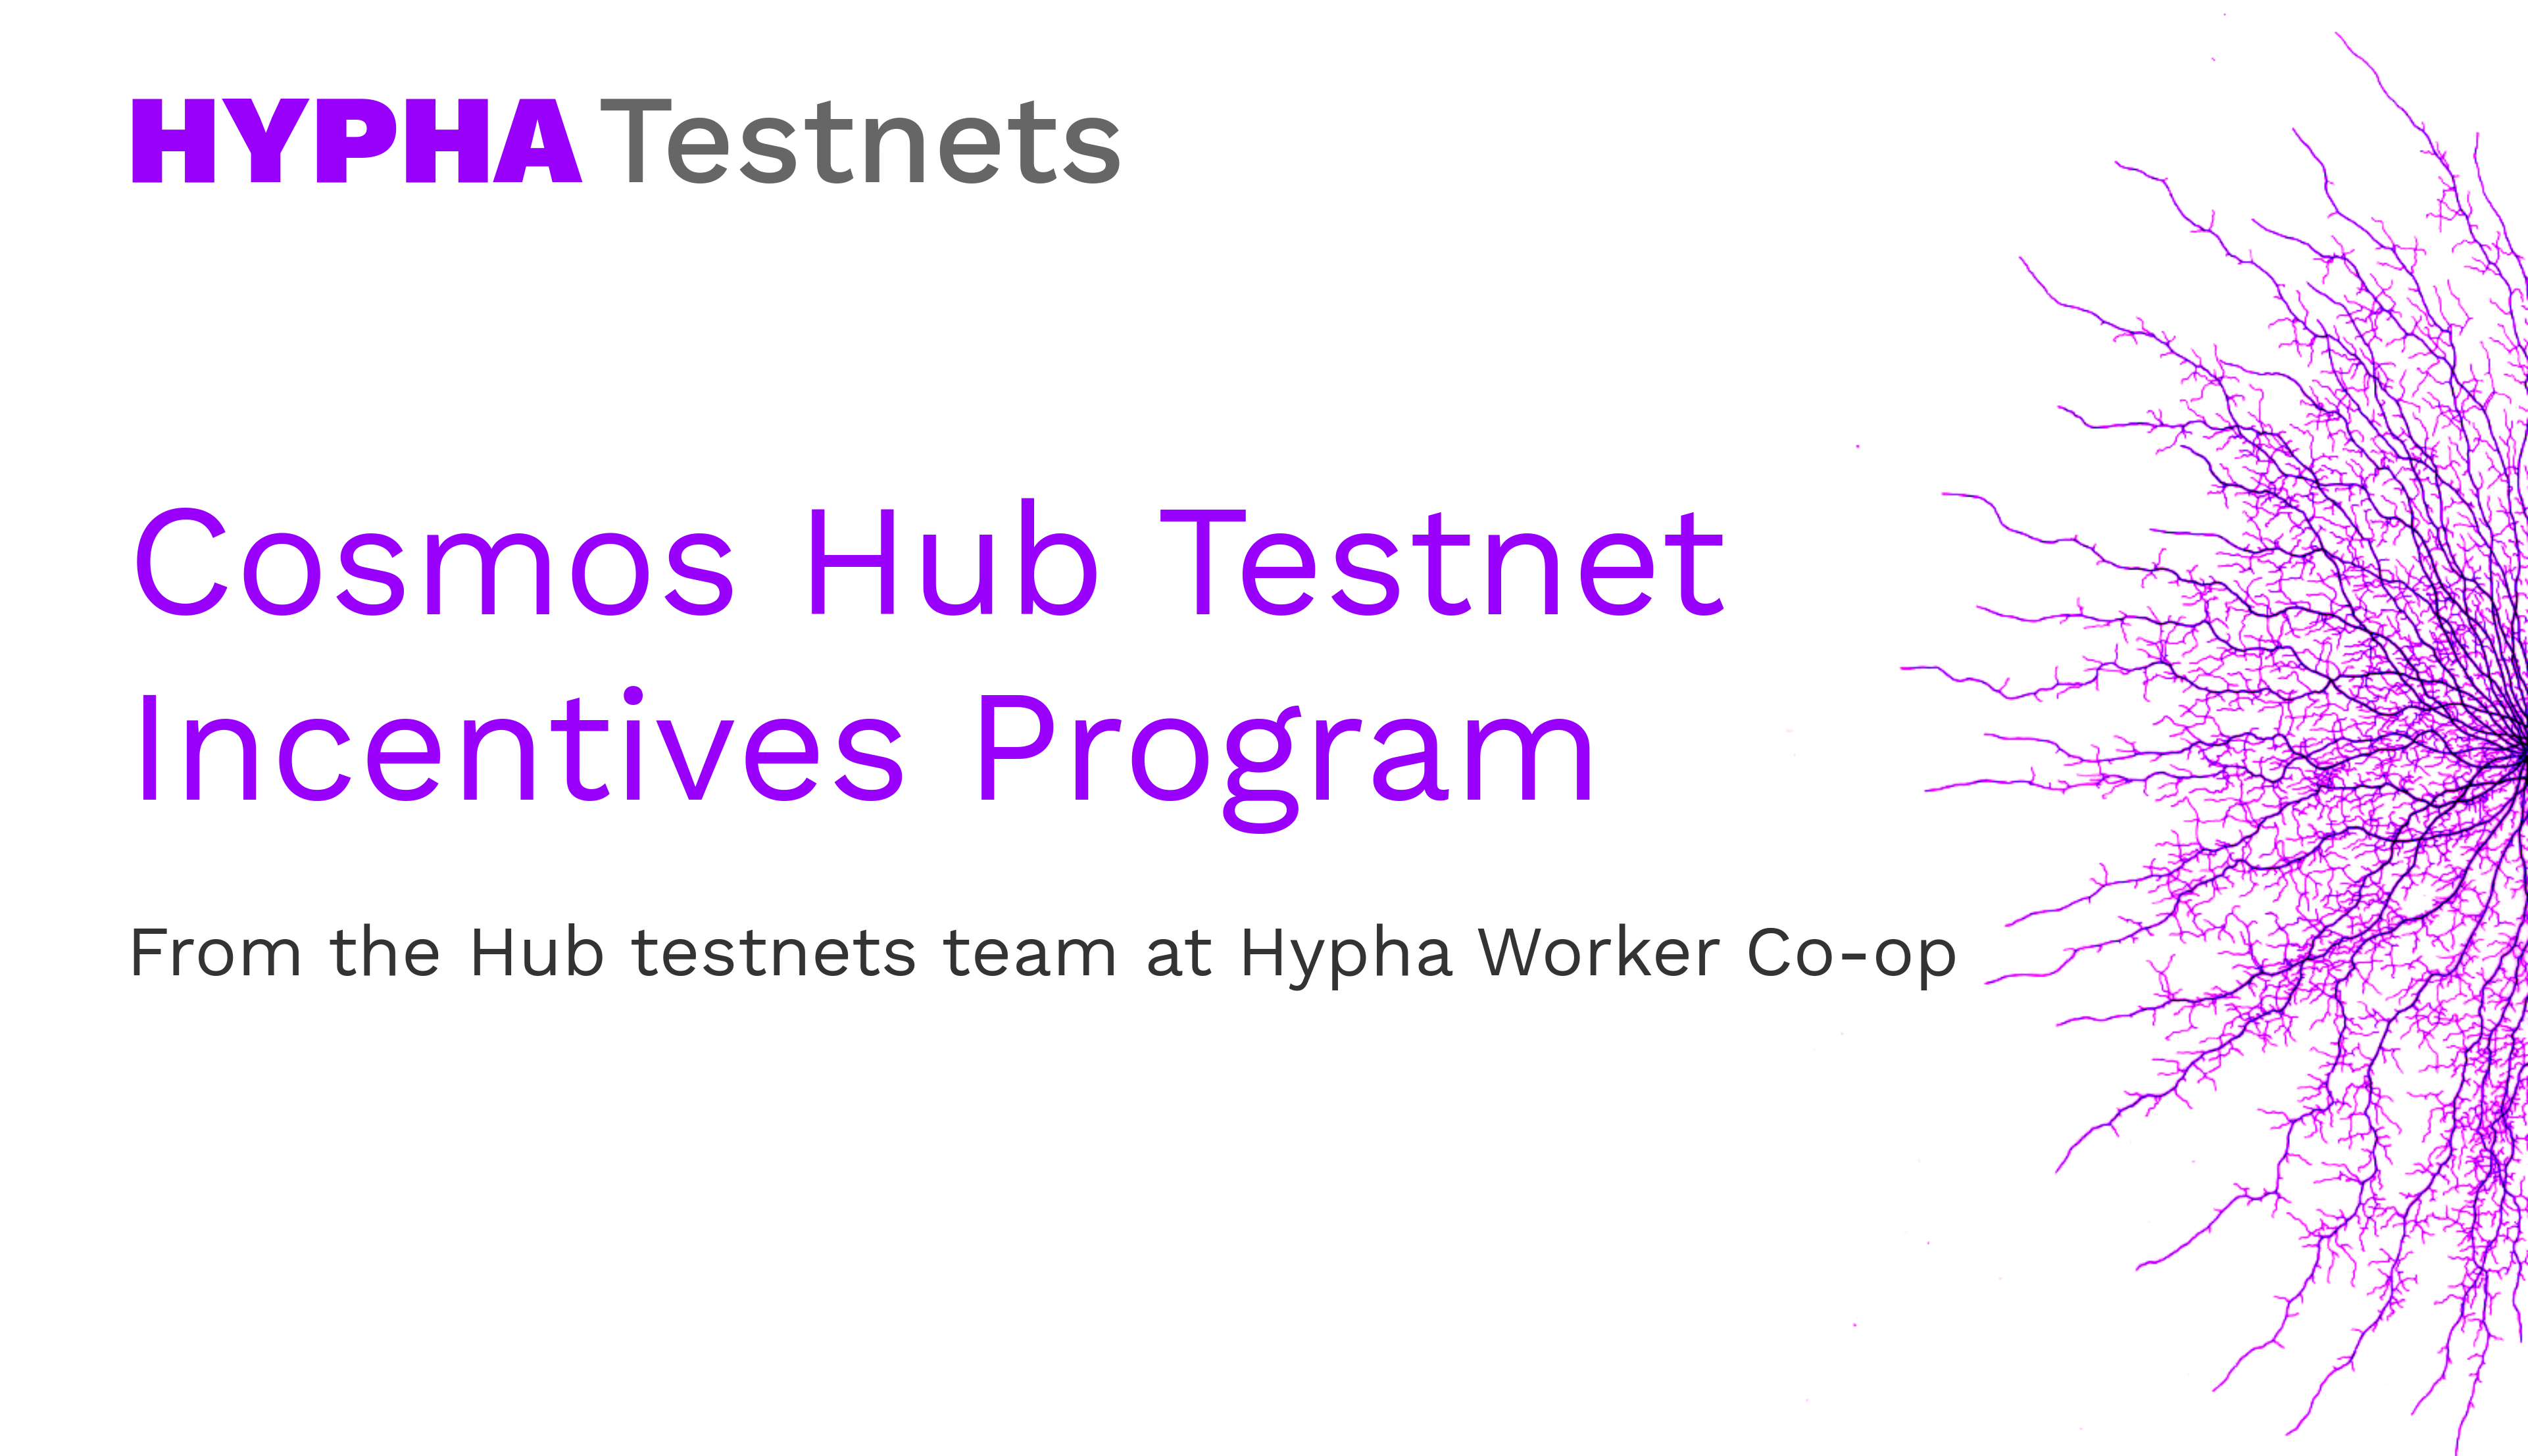 HYPHA Testnets
Cosmos Hub Testnet
Incentives Program
From the Hub testnets team at Hypha Worker Co-op